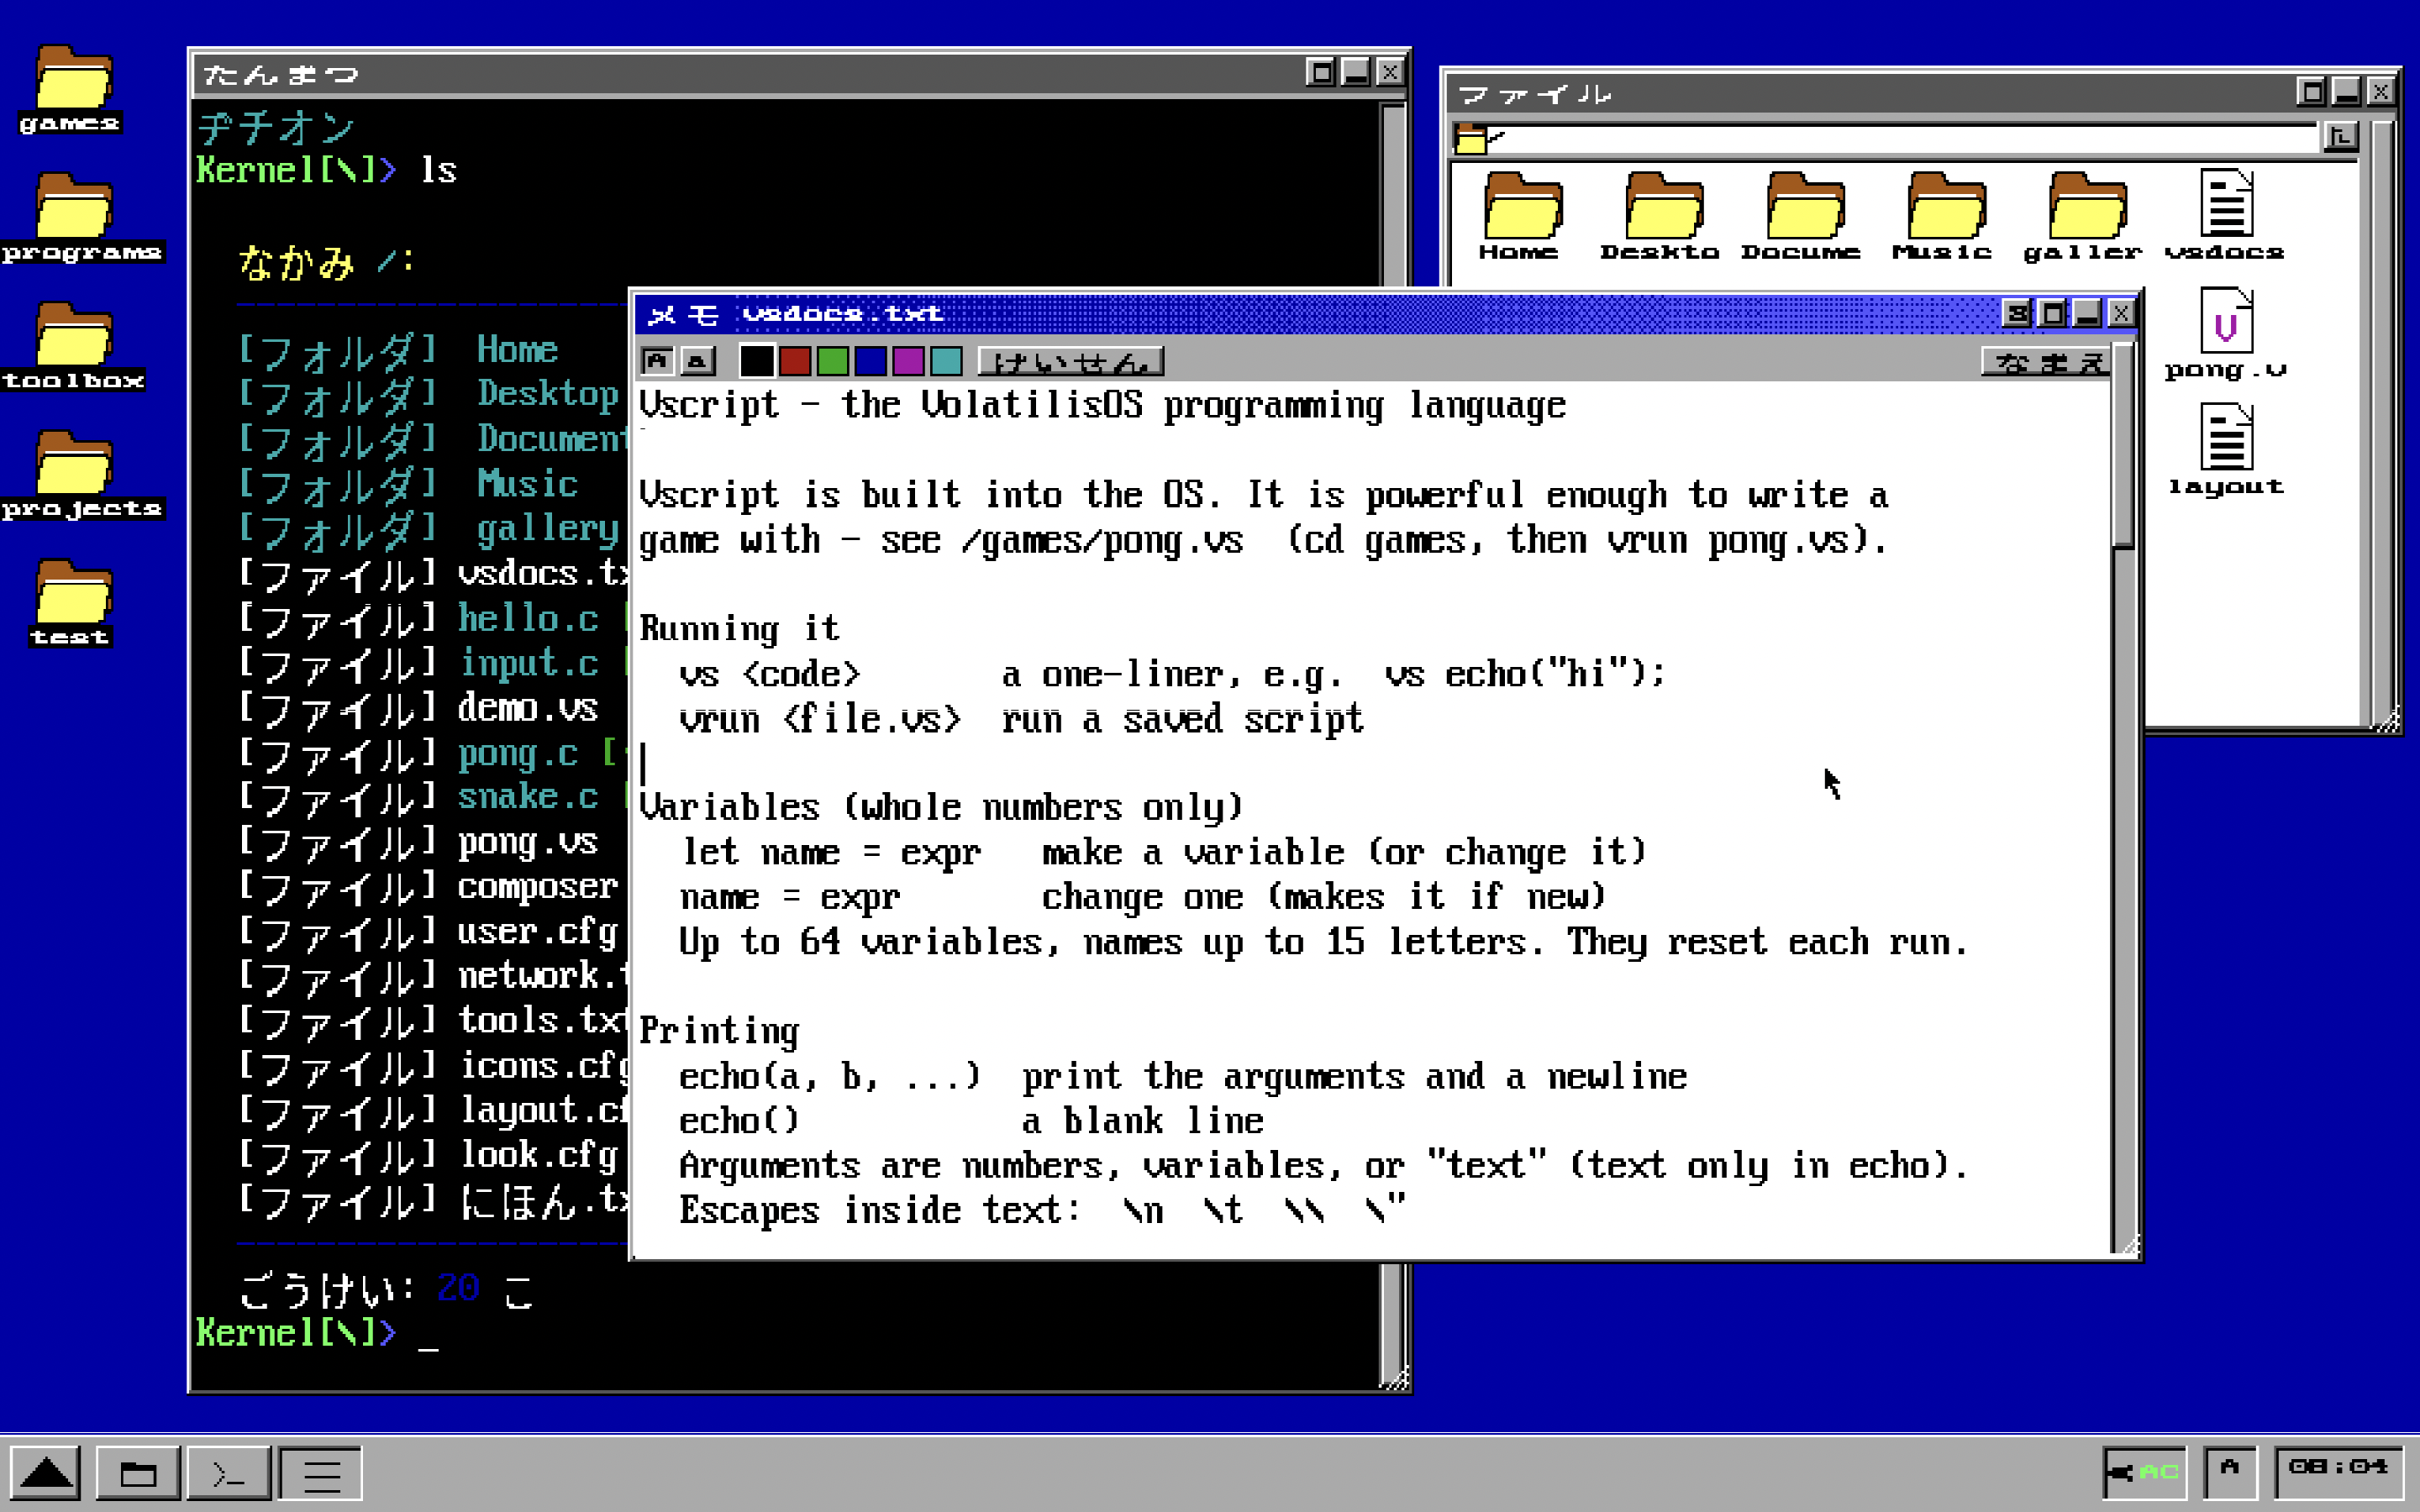 games
programs
toolbox
projects
test
たんまつ
ヂチオン
Kernel[\]> ls
なかみ /:
[フォルダ] Home
[フォルダ] Desktop
[フォルダ] Document
[フォルダ] Music
[フォルダ] gallery
[ファイル] vsdocs.tx
[ファイル] hello.c [
[ファイル] input.c [
[ファイル] demo.vs
[ファイル] pong.c [
[ファイル] snake.c [
[ファイル] pong.vs
[ファイル] composer
[ファイル] user.cfg
[ファイル] network.t
[ファイル] tools.txt
[ファイル] icons.cfg
[ファイル] layout.cf
[ファイル] look.cfg
[ファイル] にほん.tx
ごうけい: 20 こ
Kernel[\]> _
ファイル
/
Home Deskto Docume Music galler vsdocs
pong.v
layout
メモ vsdocs.txt
A a けいせん なまえ
Vscript - the VolatilisOS programming language
Vscript is built into the OS. It is powerful enough to write a
game with - see /games/pong.vs (cd games, then vrun pong.vs).
Running it
vs <code> a one-liner, e.g. vs echo("hi");
vrun <file.vs> run a saved script
Variables (whole numbers only)
let name = expr make a variable (or change it)
name = expr change one (makes it if new)
Up to 64 variables, names up to 15 letters. They reset each run.
Printing
echo(a, b, ...) print the arguments and a newline
echo() a blank line
Arguments are numbers, variables, or "text" (text only in echo).
Escapes inside text: \n \t \\ \"
AC A 08:04